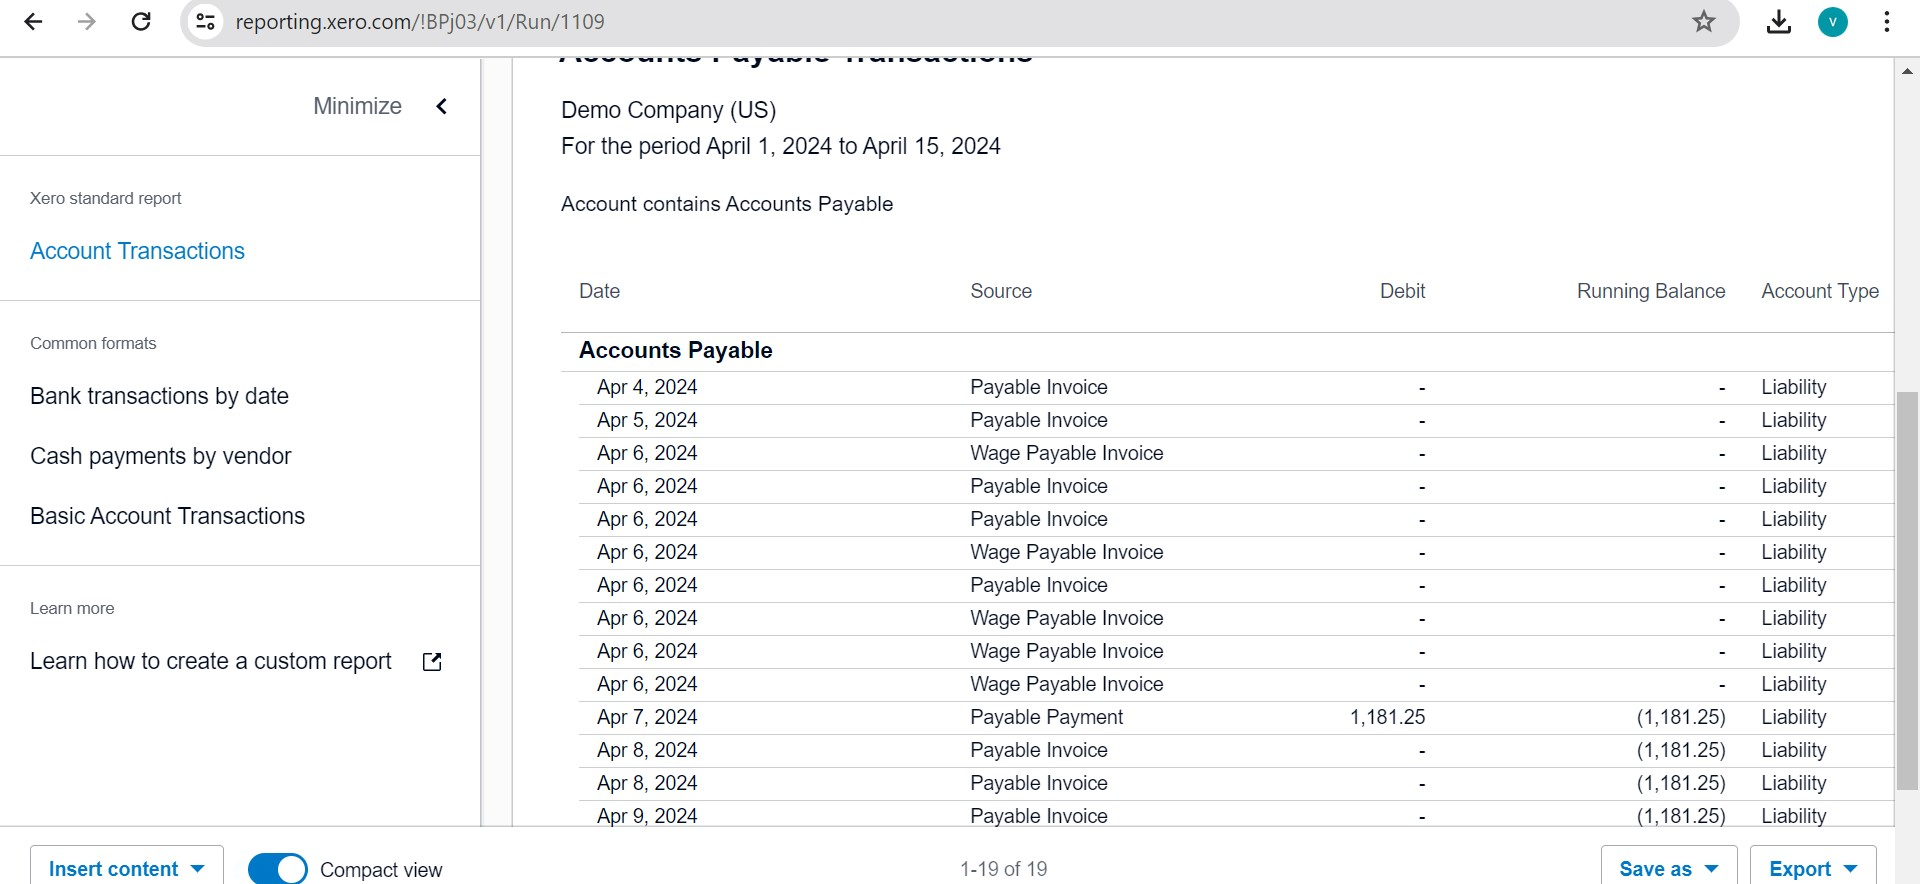 reporting.xero.com/!BPj03/v1/Run/1109
V
Minimize
Xero standard report
Account Transactions
Common formats
Bank transactions by date
Cash payments by vendor
Basic Account Transactions
Learn more
Learn how to create a custom report
Accounts Payable Transactions
Demo Company (US)
For the period April 1, 2024 to April 15, 2024
Account contains Accounts Payable
Date Source Debit Running Balance Account Type
Accounts Payable
Apr 4, 2024 Payable Invoice - - Liability
Apr 5, 2024 Payable Invoice - - Liability
Apr 6, 2024 Wage Payable Invoice - - Liability
Apr 6, 2024 Payable Invoice - - Liability
Apr 6, 2024 Payable Invoice - - Liability
Apr 6, 2024 Wage Payable Invoice - - Liability
Apr 6, 2024 Payable Invoice - - Liability
Apr 6, 2024 Wage Payable Invoice - - Liability
Apr 6, 2024 Wage Payable Invoice - - Liability
Apr 6, 2024 Wage Payable Invoice - - Liability
Apr 7, 2024 Payable Payment 1,181.25 (1,181.25) Liability
Apr 8, 2024 Payable Invoice - (1,181.25) Liability
Apr 8, 2024 Payable Invoice - (1,181.25) Liability
Apr 9, 2024 Payable Invoice - (1,181.25) Liability
Insert content Compact view 1-19 of 19 Save as Export